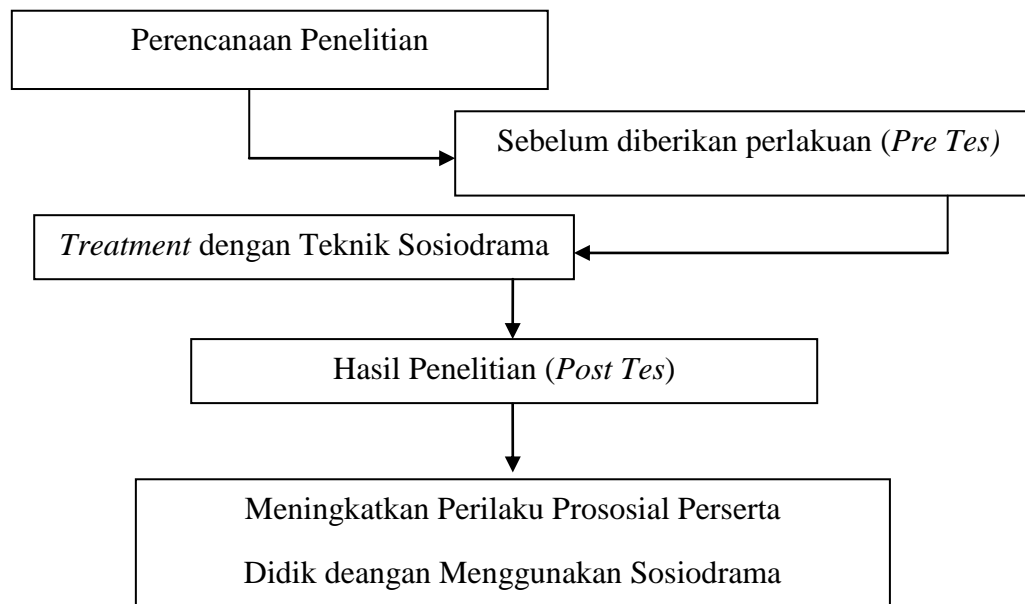 Perencanaan Penelitian
Sebelum diberikan perlakuan (Pre Tes)
Treatment dengan Teknik Sosiodrama
Hasil Penelitian (Post Tes)
Meningkatkan Perilaku Prososial Perserta
Didik deangan Menggunakan Sosiodrama